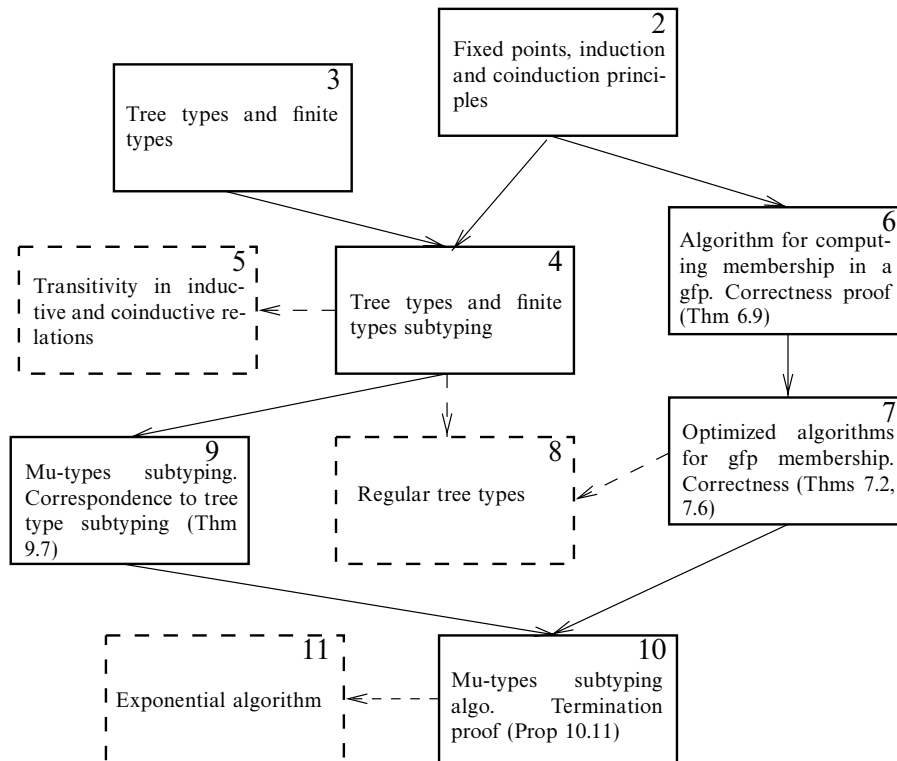 2
Fixed points, induction
and coinduction princi-
ples
3
Tree types and finite
types
6
Algorithm for comput-
ing membership in a
gfp. Correctness proof
(Thm 6.9)
5
Transitivity in induc-
tive and coinductive re-
lations
4
Tree types and finite
types subtyping
7
Optimized algorithms
for gfp membership.
Correctness (Thms 7.2,
7.6)
9
Mu-types subtyping.
Correspondence to tree
type subtyping (Thm
9.7)
8
Regular tree types
11
Exponential algorithm
10
Mu-types subtyping
algo. Termination
proof (Prop 10.11)